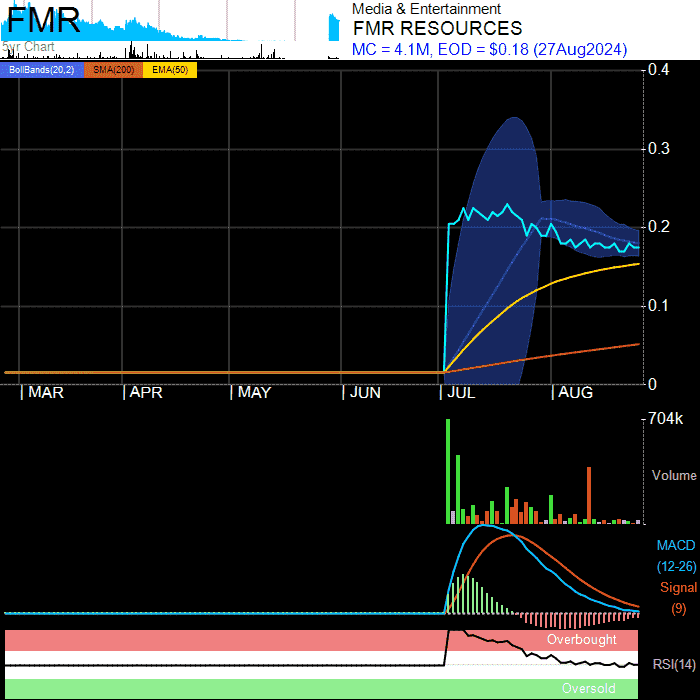 FMR
5yr Chart
Media & Entertainment
FMR RESOURCES
MC = 4.1M, EOD = $0.18 (27Aug2024)
BollBands(20,2) SMA(200) EMA(50)
0.4
0.3
0.2
0.1
0
| MAR | APR | MAY | JUN | JUL | AUG
704k
Volume
MACD
(12-26)
Signal
(9)
Overbought
RSI(14)
Oversold